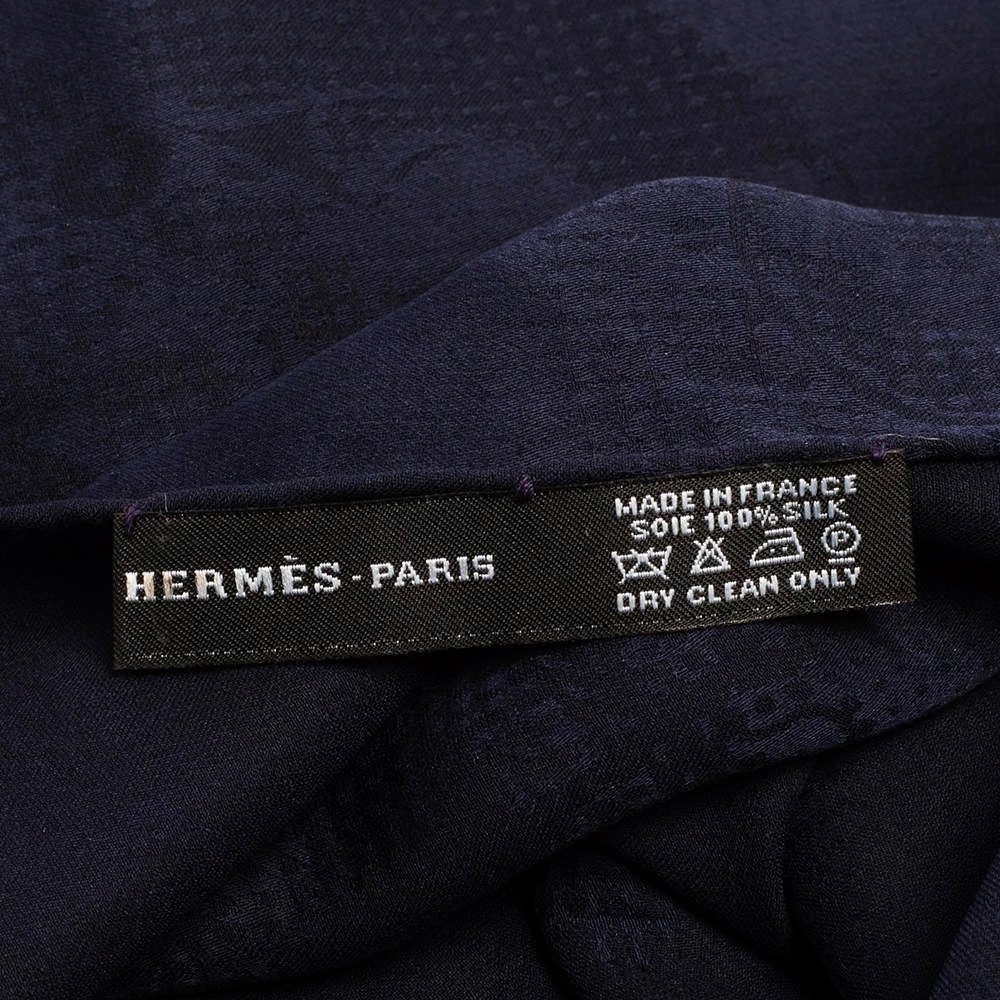 HERMÈS-PARIS
MADE IN FRANCE
SOIE 100% SILK
P
DRY CLEAN ONLY